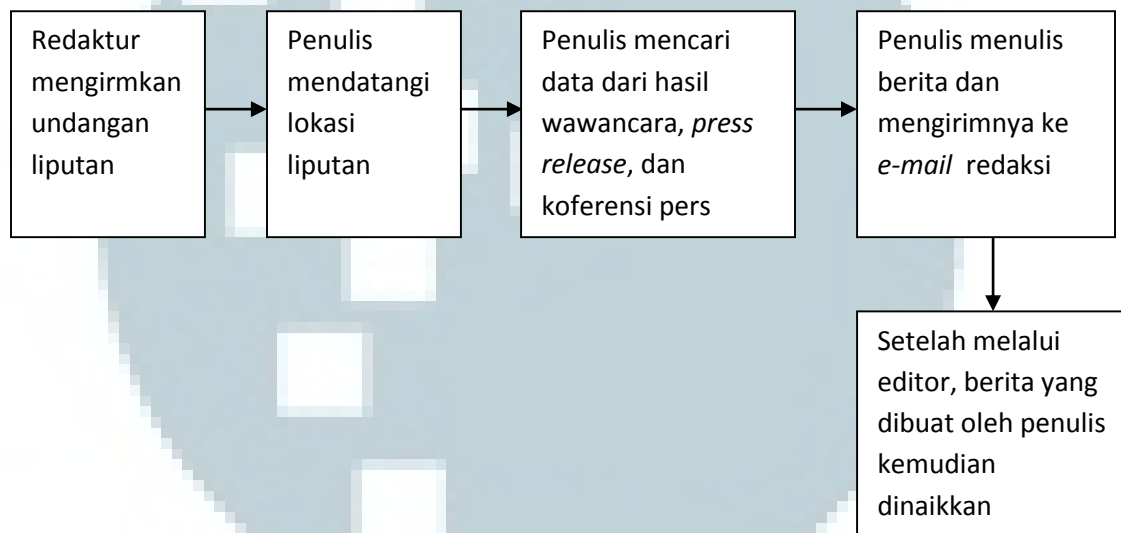 Redaktur
mengirmkan
undangan
liputan
Penulis
mendatangi
lokasi
liputan
Penulis mencari
data dari hasil
wawancara, press
release, dan
koferensi pers
Penulis menulis
berita dan
mengirimnya ke
e-mail redaksi
Setelah melalui
editor, berita yang
dibuat oleh penulis
kemudian
dinaikkan